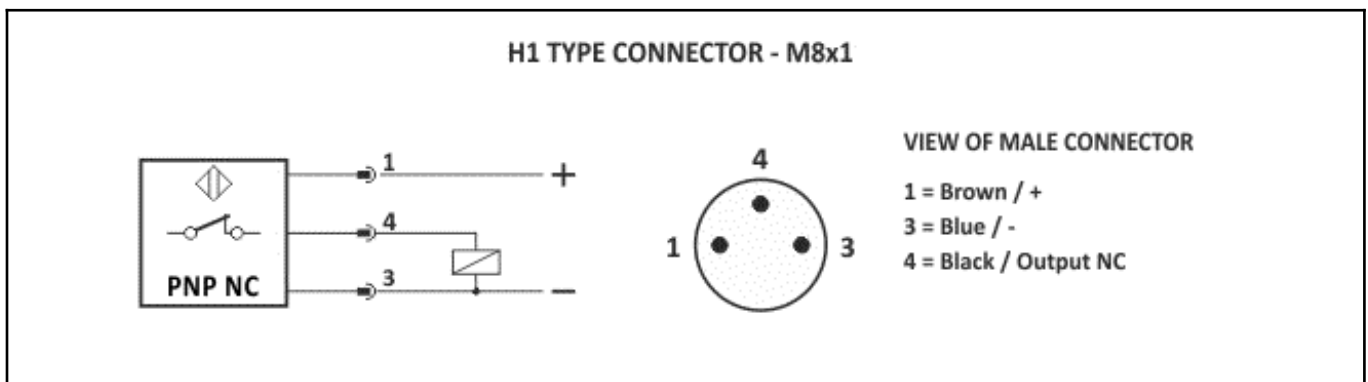 H1 TYPE CONNECTOR - M8x1
1
+
4
3
−
PNP NC
4
1
3
VIEW OF MALE CONNECTOR
1 = Brown / +
3 = Blue / -
4 = Black / Output NC